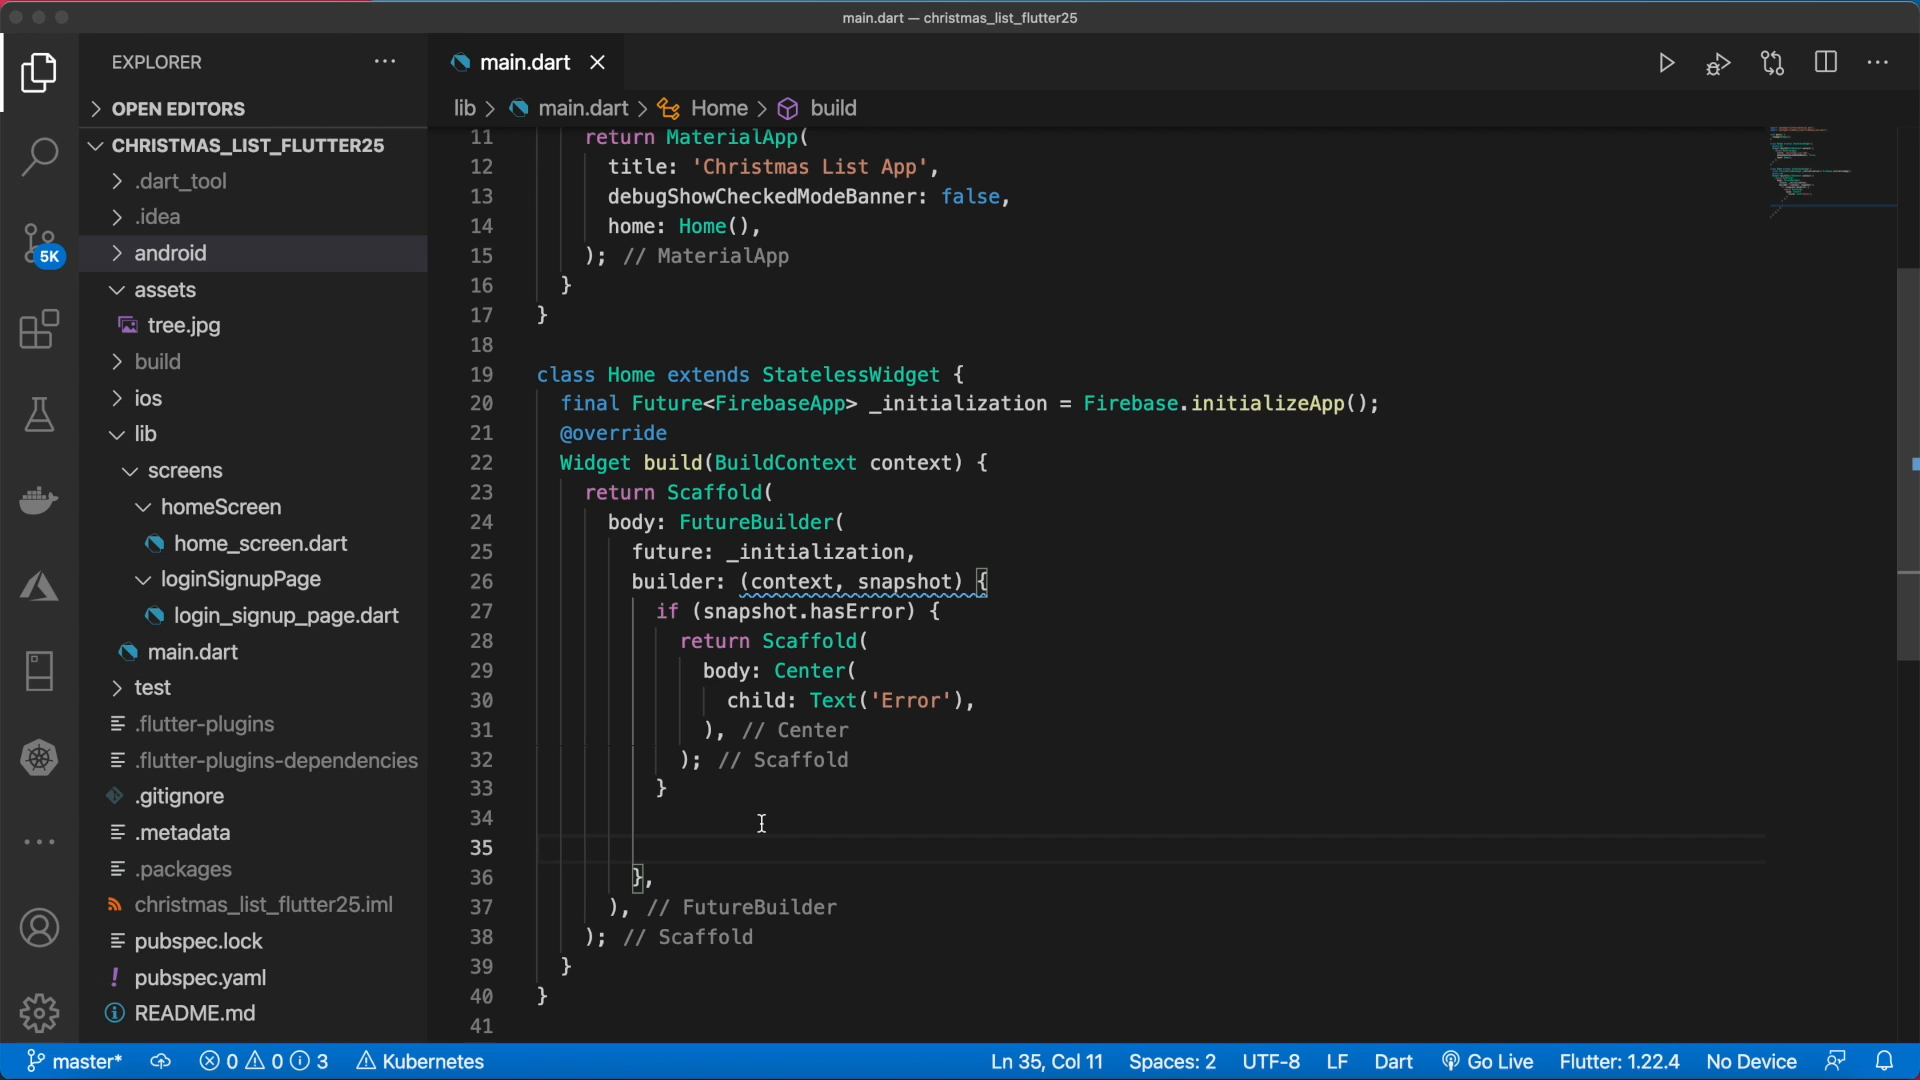 main.dart — christmas_list_flutter25
EXPLORER
OPEN EDITORS
CHRISTMAS_LIST_FLUTTER25
.dart_tool
.idea
android
assets
tree.jpg
build
ios
lib
screens
homeScreen
home_screen.dart
loginSignupPage
login_signup_page.dart
main.dart
test
.flutter-plugins
.flutter-plugins-dependencies
.gitignore
.metadata
.packages
christmas_list_flutter25.iml
pubspec.lock
pubspec.yaml
README.md
5K
main.dart
lib > main.dart > Home > build
11 return MaterialApp(
12 title: 'Christmas List App',
13 debugShowCheckedModeBanner: false,
14 home: Home(),
15 ); // MaterialApp
16 }
17 }
18
19 class Home extends StatelessWidget {
20 final Future<FirebaseApp> _initialization = Firebase.initializeApp();
21 @override
22 Widget build(BuildContext context) {
23 return Scaffold(
24 body: FutureBuilder(
25 future: _initialization,
26 builder: (context, snapshot) {
27 if (snapshot.hasError) {
28 return Scaffold(
29 body: Center(
30 child: Text('Error'),
31 ), // Center
32 ); // Scaffold
33 }
34
35
36 },
37 ), // FutureBuilder
38 ); // Scaffold
39 }
40 }
41
master* 0 0 3 Kubernetes Ln 35, Col 11 Spaces: 2 UTF-8 LF Dart Go Live Flutter: 1.22.4 No Device